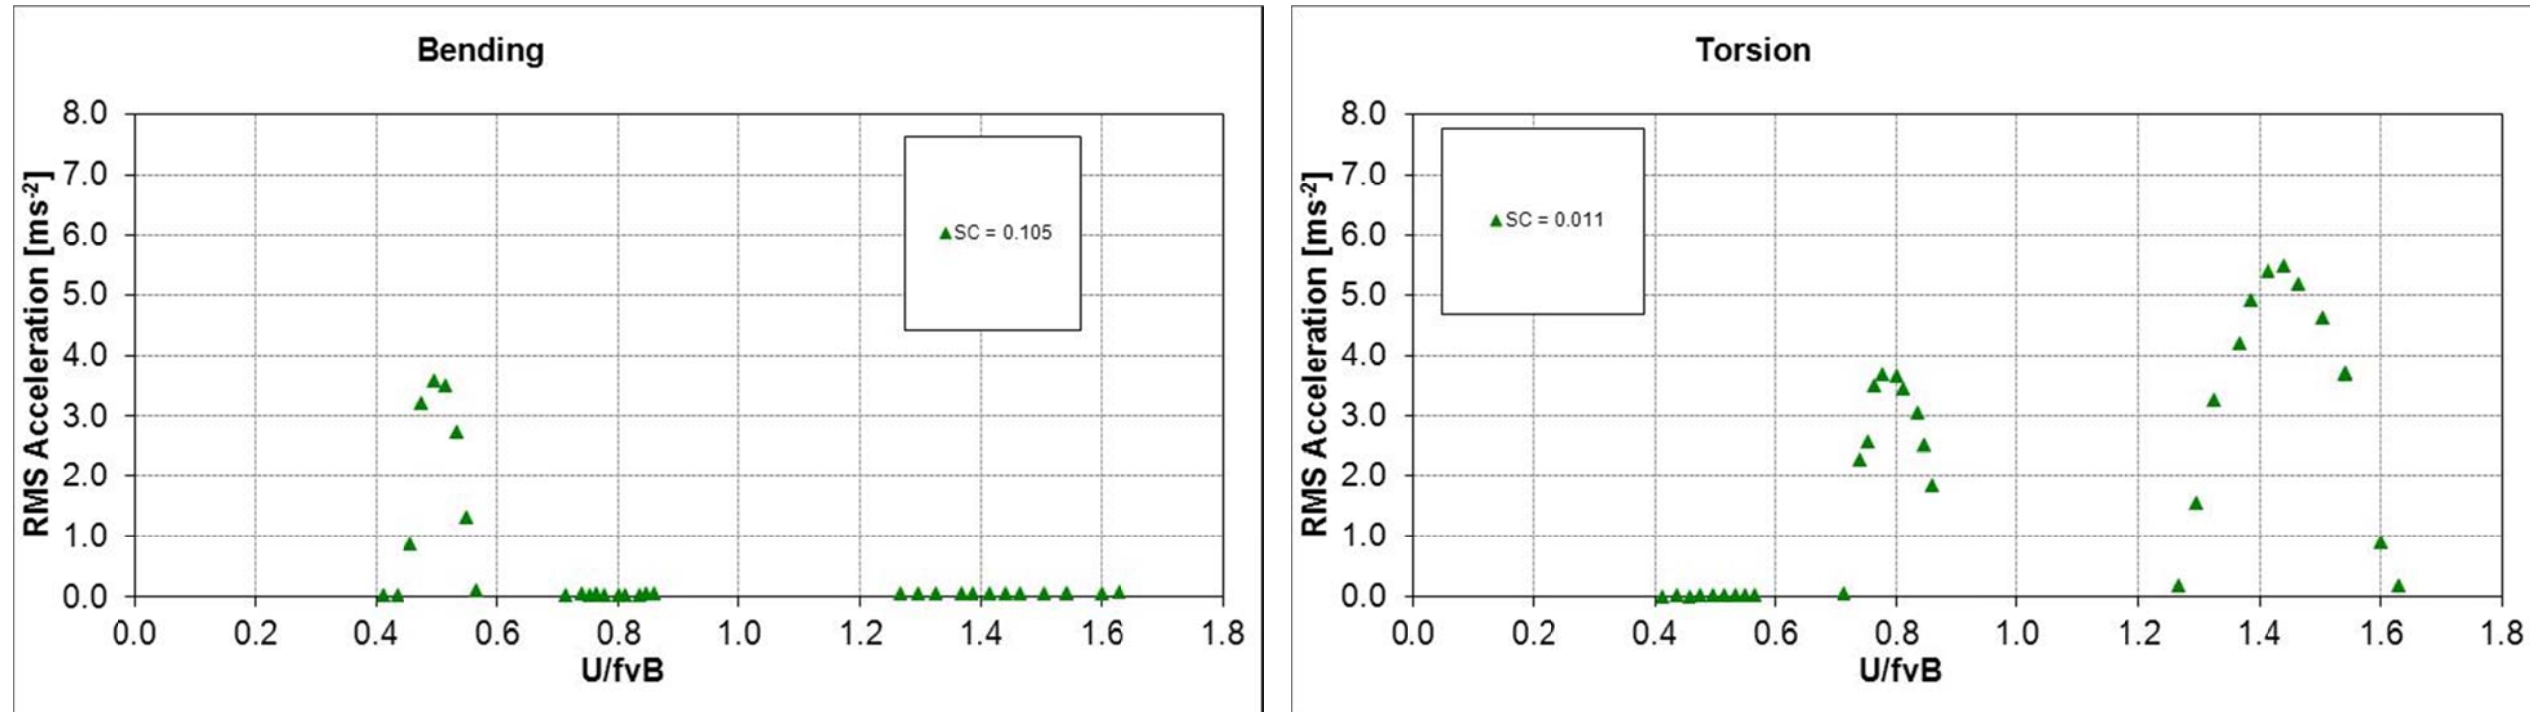 Bending
RMS Acceleration [ms-2]
8.0
7.0
6.0
5.0
4.0
3.0
2.0
1.0
0.0
SC = 0.105
0.0 0.2 0.4 0.6 0.8 1.0 1.2 1.4 1.6 1.8
U/fvB
Torsion
RMS Acceleration [ms-2]
8.0
7.0
6.0
5.0
4.0
3.0
2.0
1.0
0.0
SC = 0.011
0.0 0.2 0.4 0.6 0.8 1.0 1.2 1.4 1.6 1.8
U/fvB